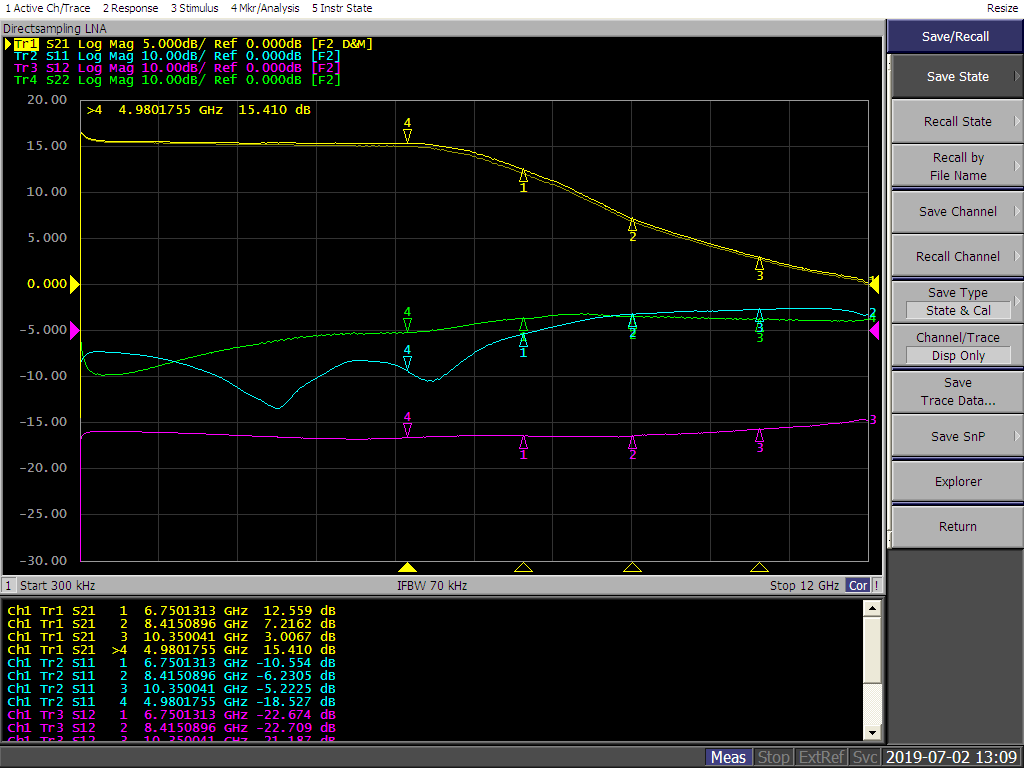 1 Active Ch/Trace 2 Response 3 Stimulus 4 Mkr/Analysis 5 Instr State Resize
Directsampling LNA
Tr1 S21 Log Mag 5.000dB/ Ref 0.000dB [F2 D&M]
Tr2 S11 Log Mag 10.00dB/ Ref 0.000dB [F2]
Tr3 S12 Log Mag 10.00dB/ Ref 0.000dB [F2]
Tr4 S22 Log Mag 10.00dB/ Ref 0.000dB [F2]
>4 4.9801755 GHz 15.410 dB
20.00
15.00
10.00
5.000
0.000
-5.000
-10.00
-15.00
-20.00
-25.00
-30.00
4
1
2
3
1
4
2
4
4
1
2
2
3
3
4
1
2
3
3
1 Start 300 kHz IFBW 70 kHz Stop 12 GHz Cor !
Ch1 Tr1 S21 1 6.7501313 GHz 12.559 dB
Ch1 Tr1 S21 2 8.4150896 GHz 7.2162 dB
Ch1 Tr1 S21 3 10.350041 GHz 3.0067 dB
Ch1 Tr1 S21 >4 4.9801755 GHz 15.410 dB
Ch1 Tr2 S11 1 6.7501313 GHz -10.554 dB
Ch1 Tr2 S11 2 8.4150896 GHz -6.2305 dB
Ch1 Tr2 S11 3 10.350041 GHz -5.2225 dB
Ch1 Tr2 S11 4 4.9801755 GHz -18.527 dB
Ch1 Tr3 S12 1 6.7501313 GHz -22.674 dB
Ch1 Tr3 S12 2 8.4150896 GHz -22.709 dB
Ch1 Tr3 S12 3 10.350041 GHz -21.187 dB
Save/Recall
Save State
Recall State
Recall by
File Name
Save Channel
Recall Channel
Save Type
State & Cal
Channel/Trace
Disp Only
Save
Trace Data...
Save SnP
Explorer
Return
Meas Stop ExtRef Svc 2019-07-02 13:09